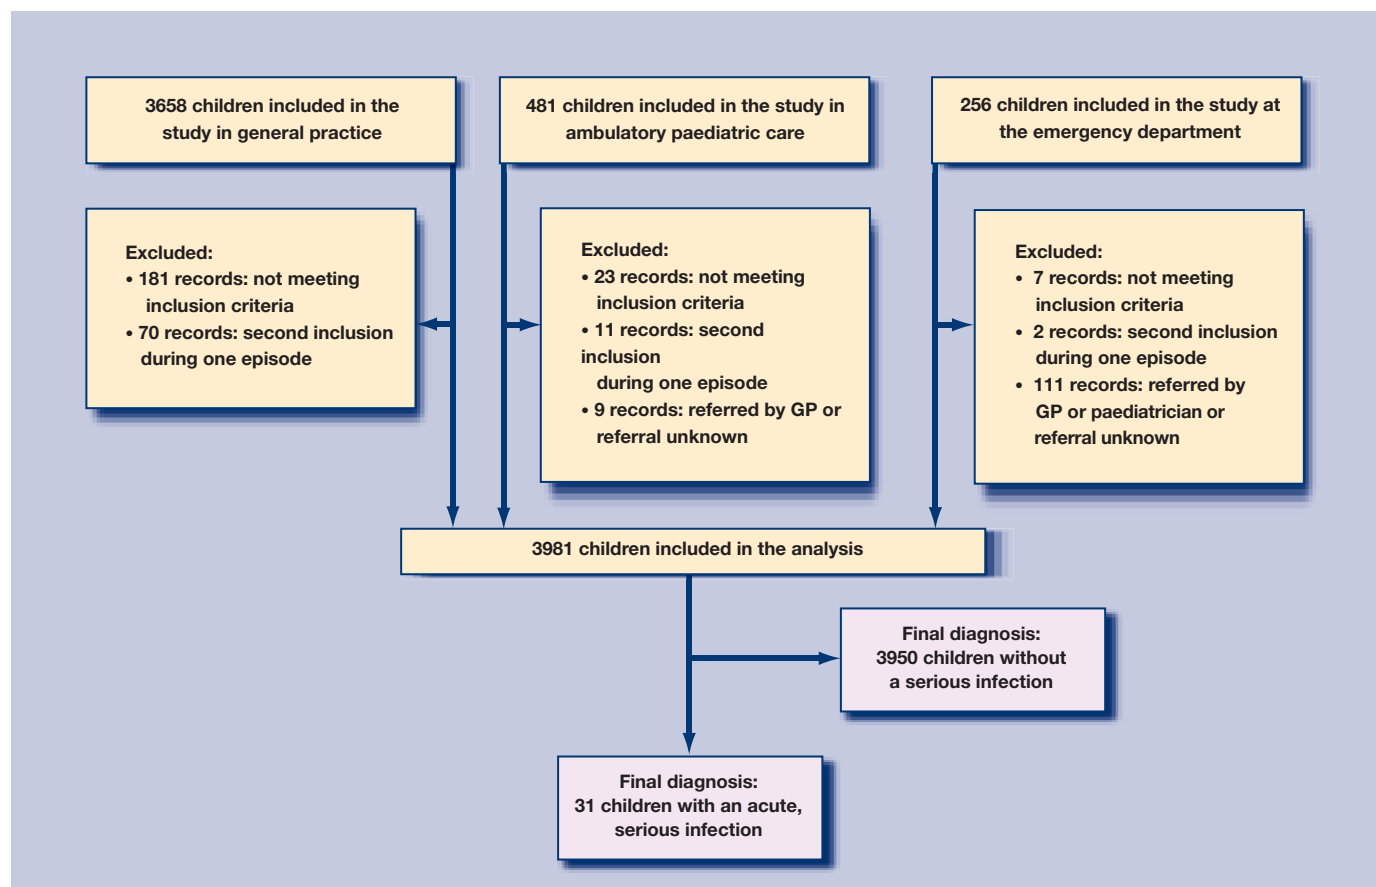 3658 children included in the
study in general practice
481 children included in the study in
ambulatory paediatric care
256 children included in the study at
the emergency department
Excluded:
• 181 records: not meeting
inclusion criteria
• 70 records: second inclusion
during one episode
Excluded:
• 23 records: not meeting
inclusion criteria
• 11 records: second
inclusion
during one episode
• 9 records: referred by GP or
referral unknown
Excluded:
• 7 records: not meeting
inclusion criteria
• 2 records: second inclusion
during one episode
• 111 records: referred by
GP or paediatrician or
referral unknown
3981 children included in the analysis
Final diagnosis:
3950 children without
a serious infection
Final diagnosis:
31 children with an acute,
serious infection